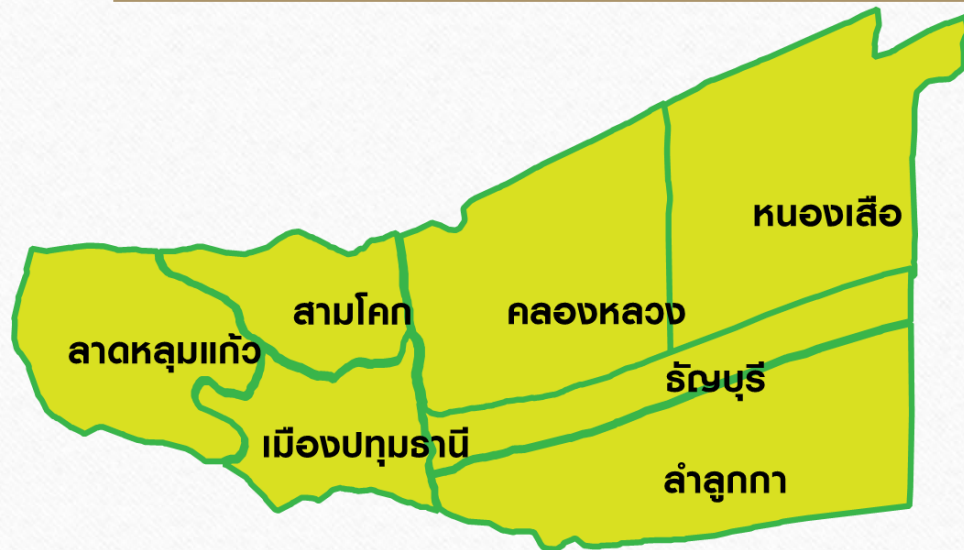 หนองเสือ
สามโคก
คลองหลวง
ลาดหลุมแก้ว
ธัญบุรี
เมืองปทุมธานี
ลำลูกกา